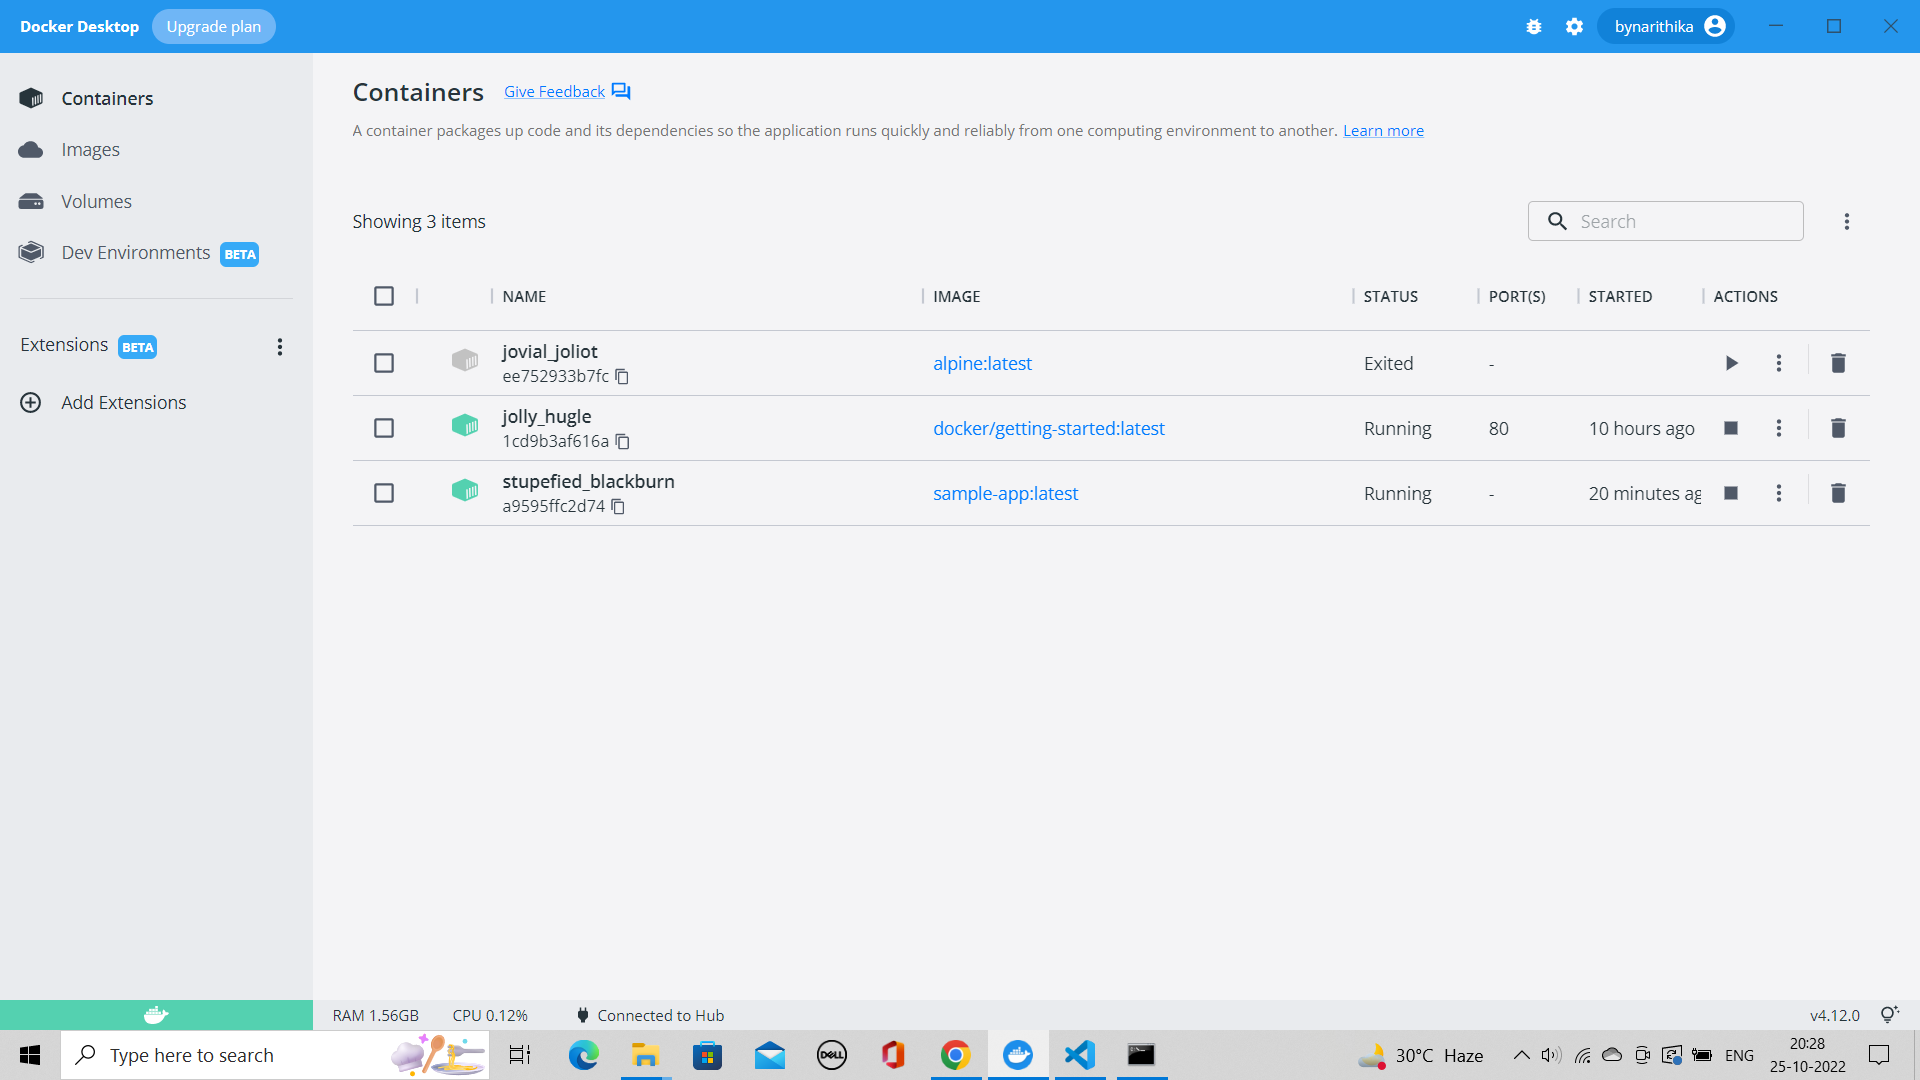 Docker Desktop Upgrade plan bynarithika
Containers
Images
Volumes
Dev Environments BETA
Extensions BETA
Add Extensions
Containers Give Feedback
A container packages up code and its dependencies so the application runs quickly and reliably from one computing environment to another. Learn more
Showing 3 items Search
NAME IMAGE STATUS PORT(S) STARTED ACTIONS
jovial_joliot
ee752933b7fc alpine:latest Exited -
jolly_hugle
1cd9b3af616a docker/getting-started:latest Running 80 10 hours ago
stupefied_blackburn
a9595ffc2d74 sample-app:latest Running - 20 minutes ag
RAM 1.56GB CPU 0.12% Connected to Hub v4.12.0
Type here to search DELL 30°C Haze ENG 20:28
25-10-2022